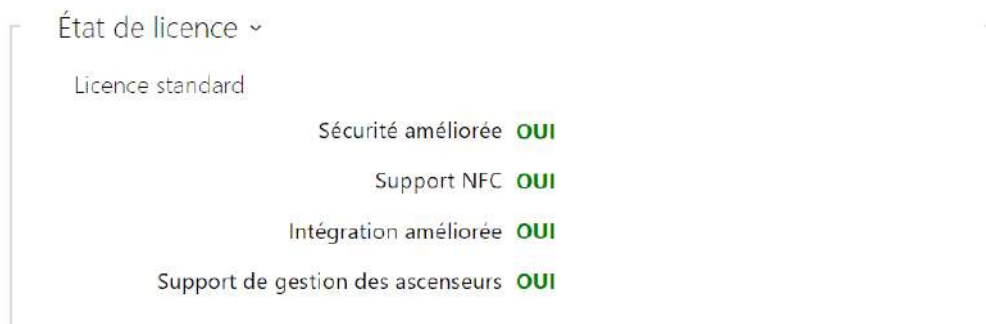 État de licence
Licence standard
Sécurité améliorée OUI
Support NFC OUI
Intégration améliorée OUI
Support de gestion des ascenseurs OUI